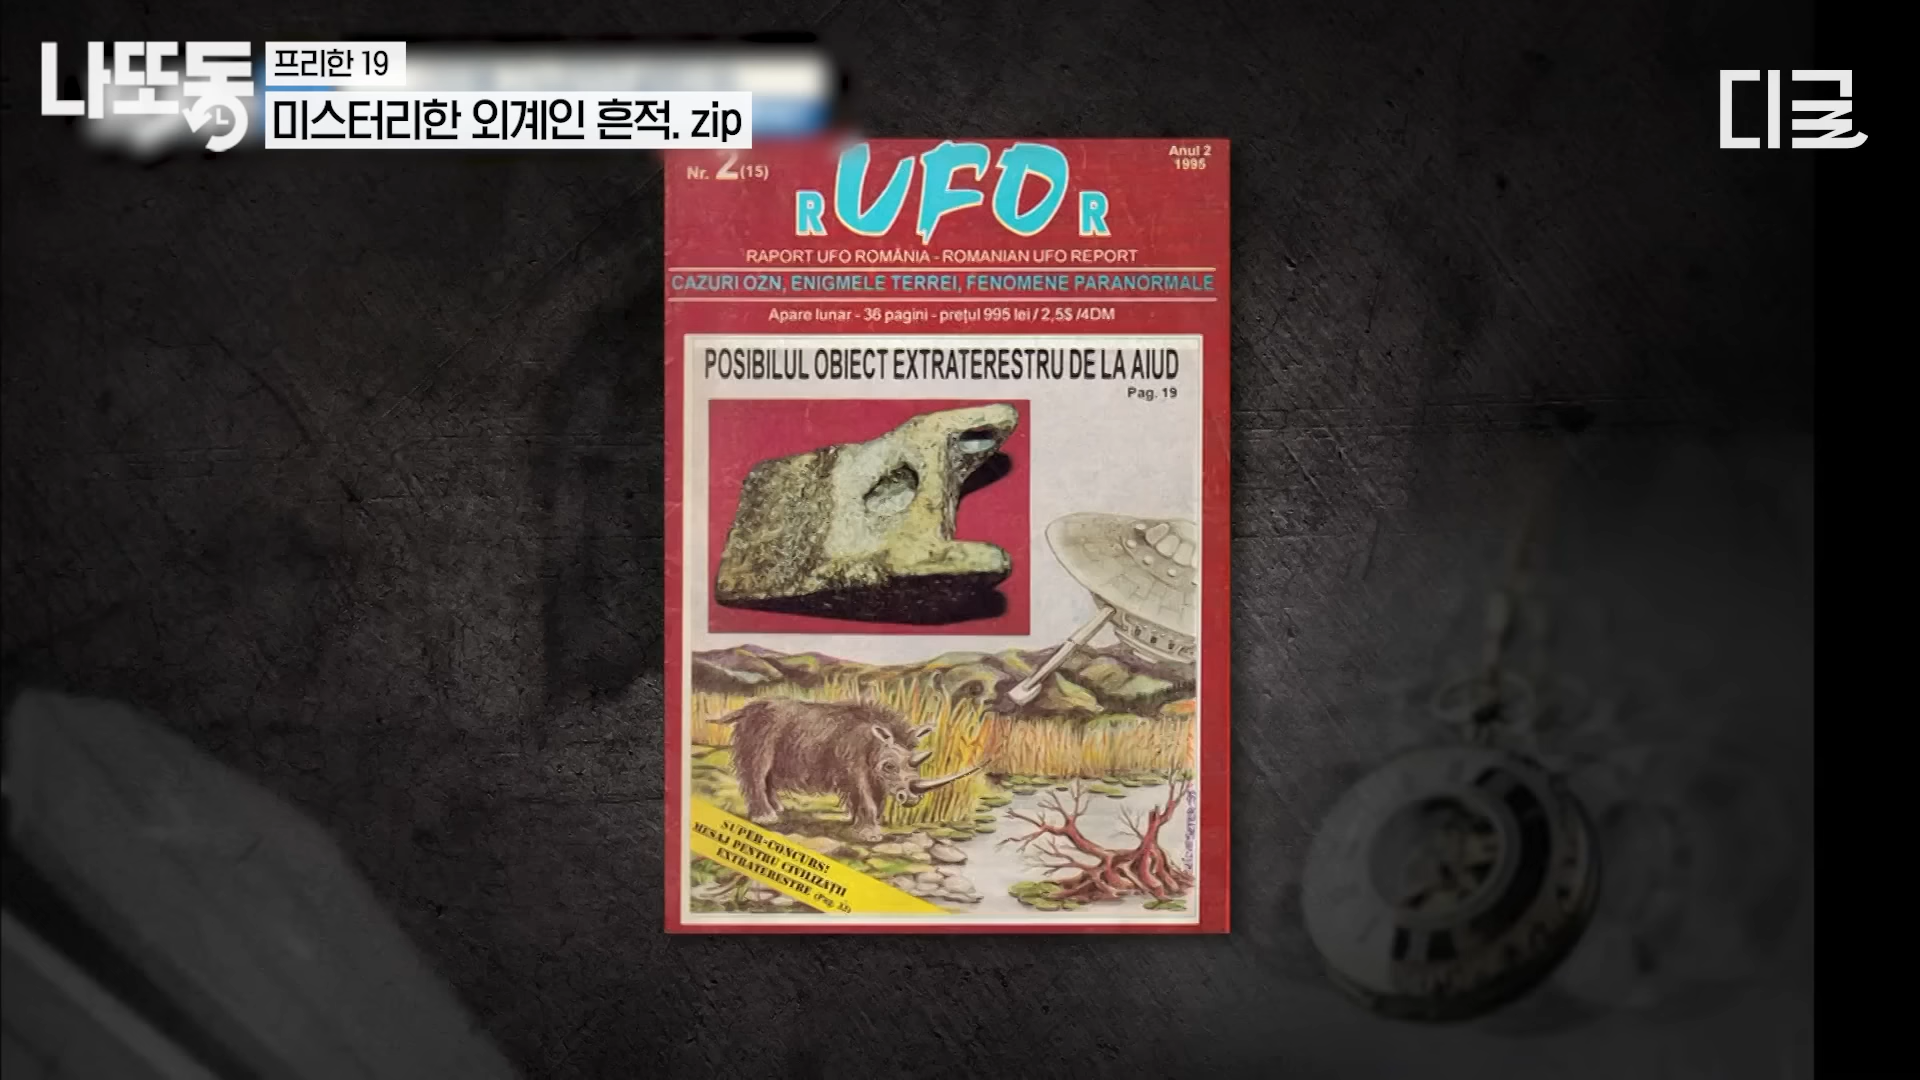 나또동
프리한 19
미스터리한 외계인 흔적. zip
디글
Nr. 2 (15)
Anul 2
1995
RUFOR
RAPORT UFO ROMÂNIA - ROMANIAN UFO REPORT
CAZURI OZN, ENIGMELE TERREI, FENOMENE PARANORMALE
Apare lunar - 36 pagini - prețul 995 lei / 2,5$ /4DM
POSIBILUL OBIECT EXTRATERESTRU DE LA AIUD
Pag. 19
SUPER-CONCURS!
MESAJ PENTRU CIVILIZAȚII
EXTRATERESTRE